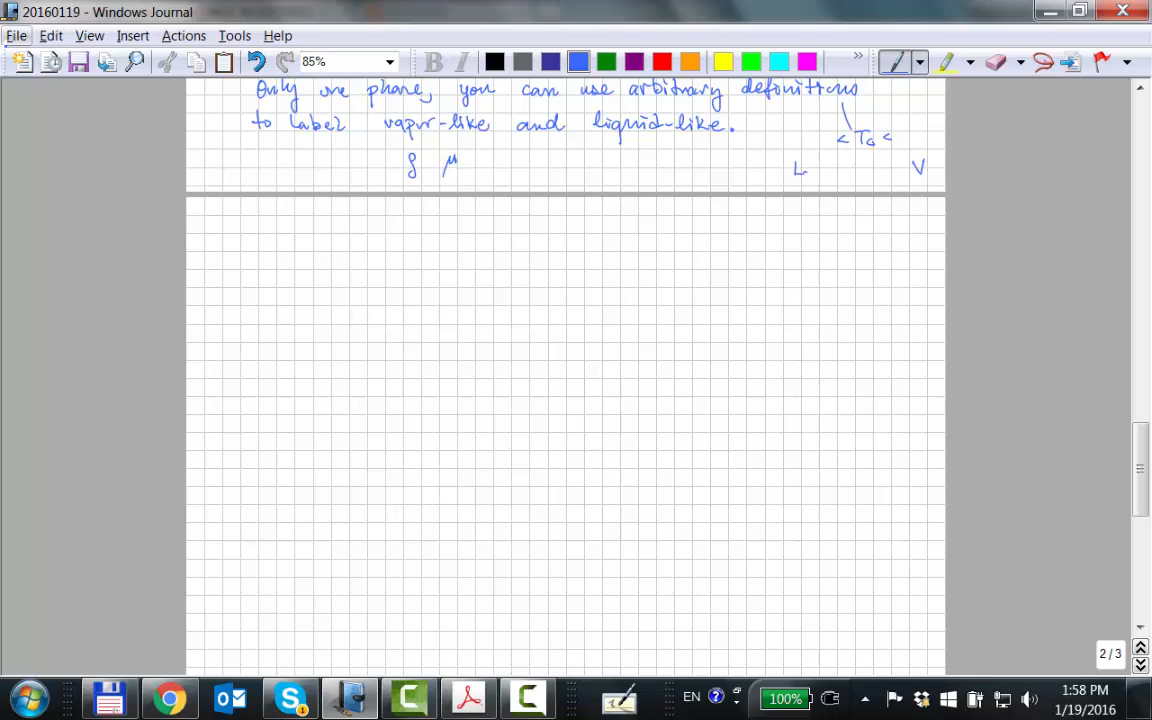 20160119 - Windows Journal
File Edit View Insert Actions Tools Help
85% B I »
Only one phase, you can use arbitrary definitions
to label vapor-like and liquid-like.
< Tc <
ρ μ L V
2 / 3
EN 100% 1:58 PM
1/19/2016